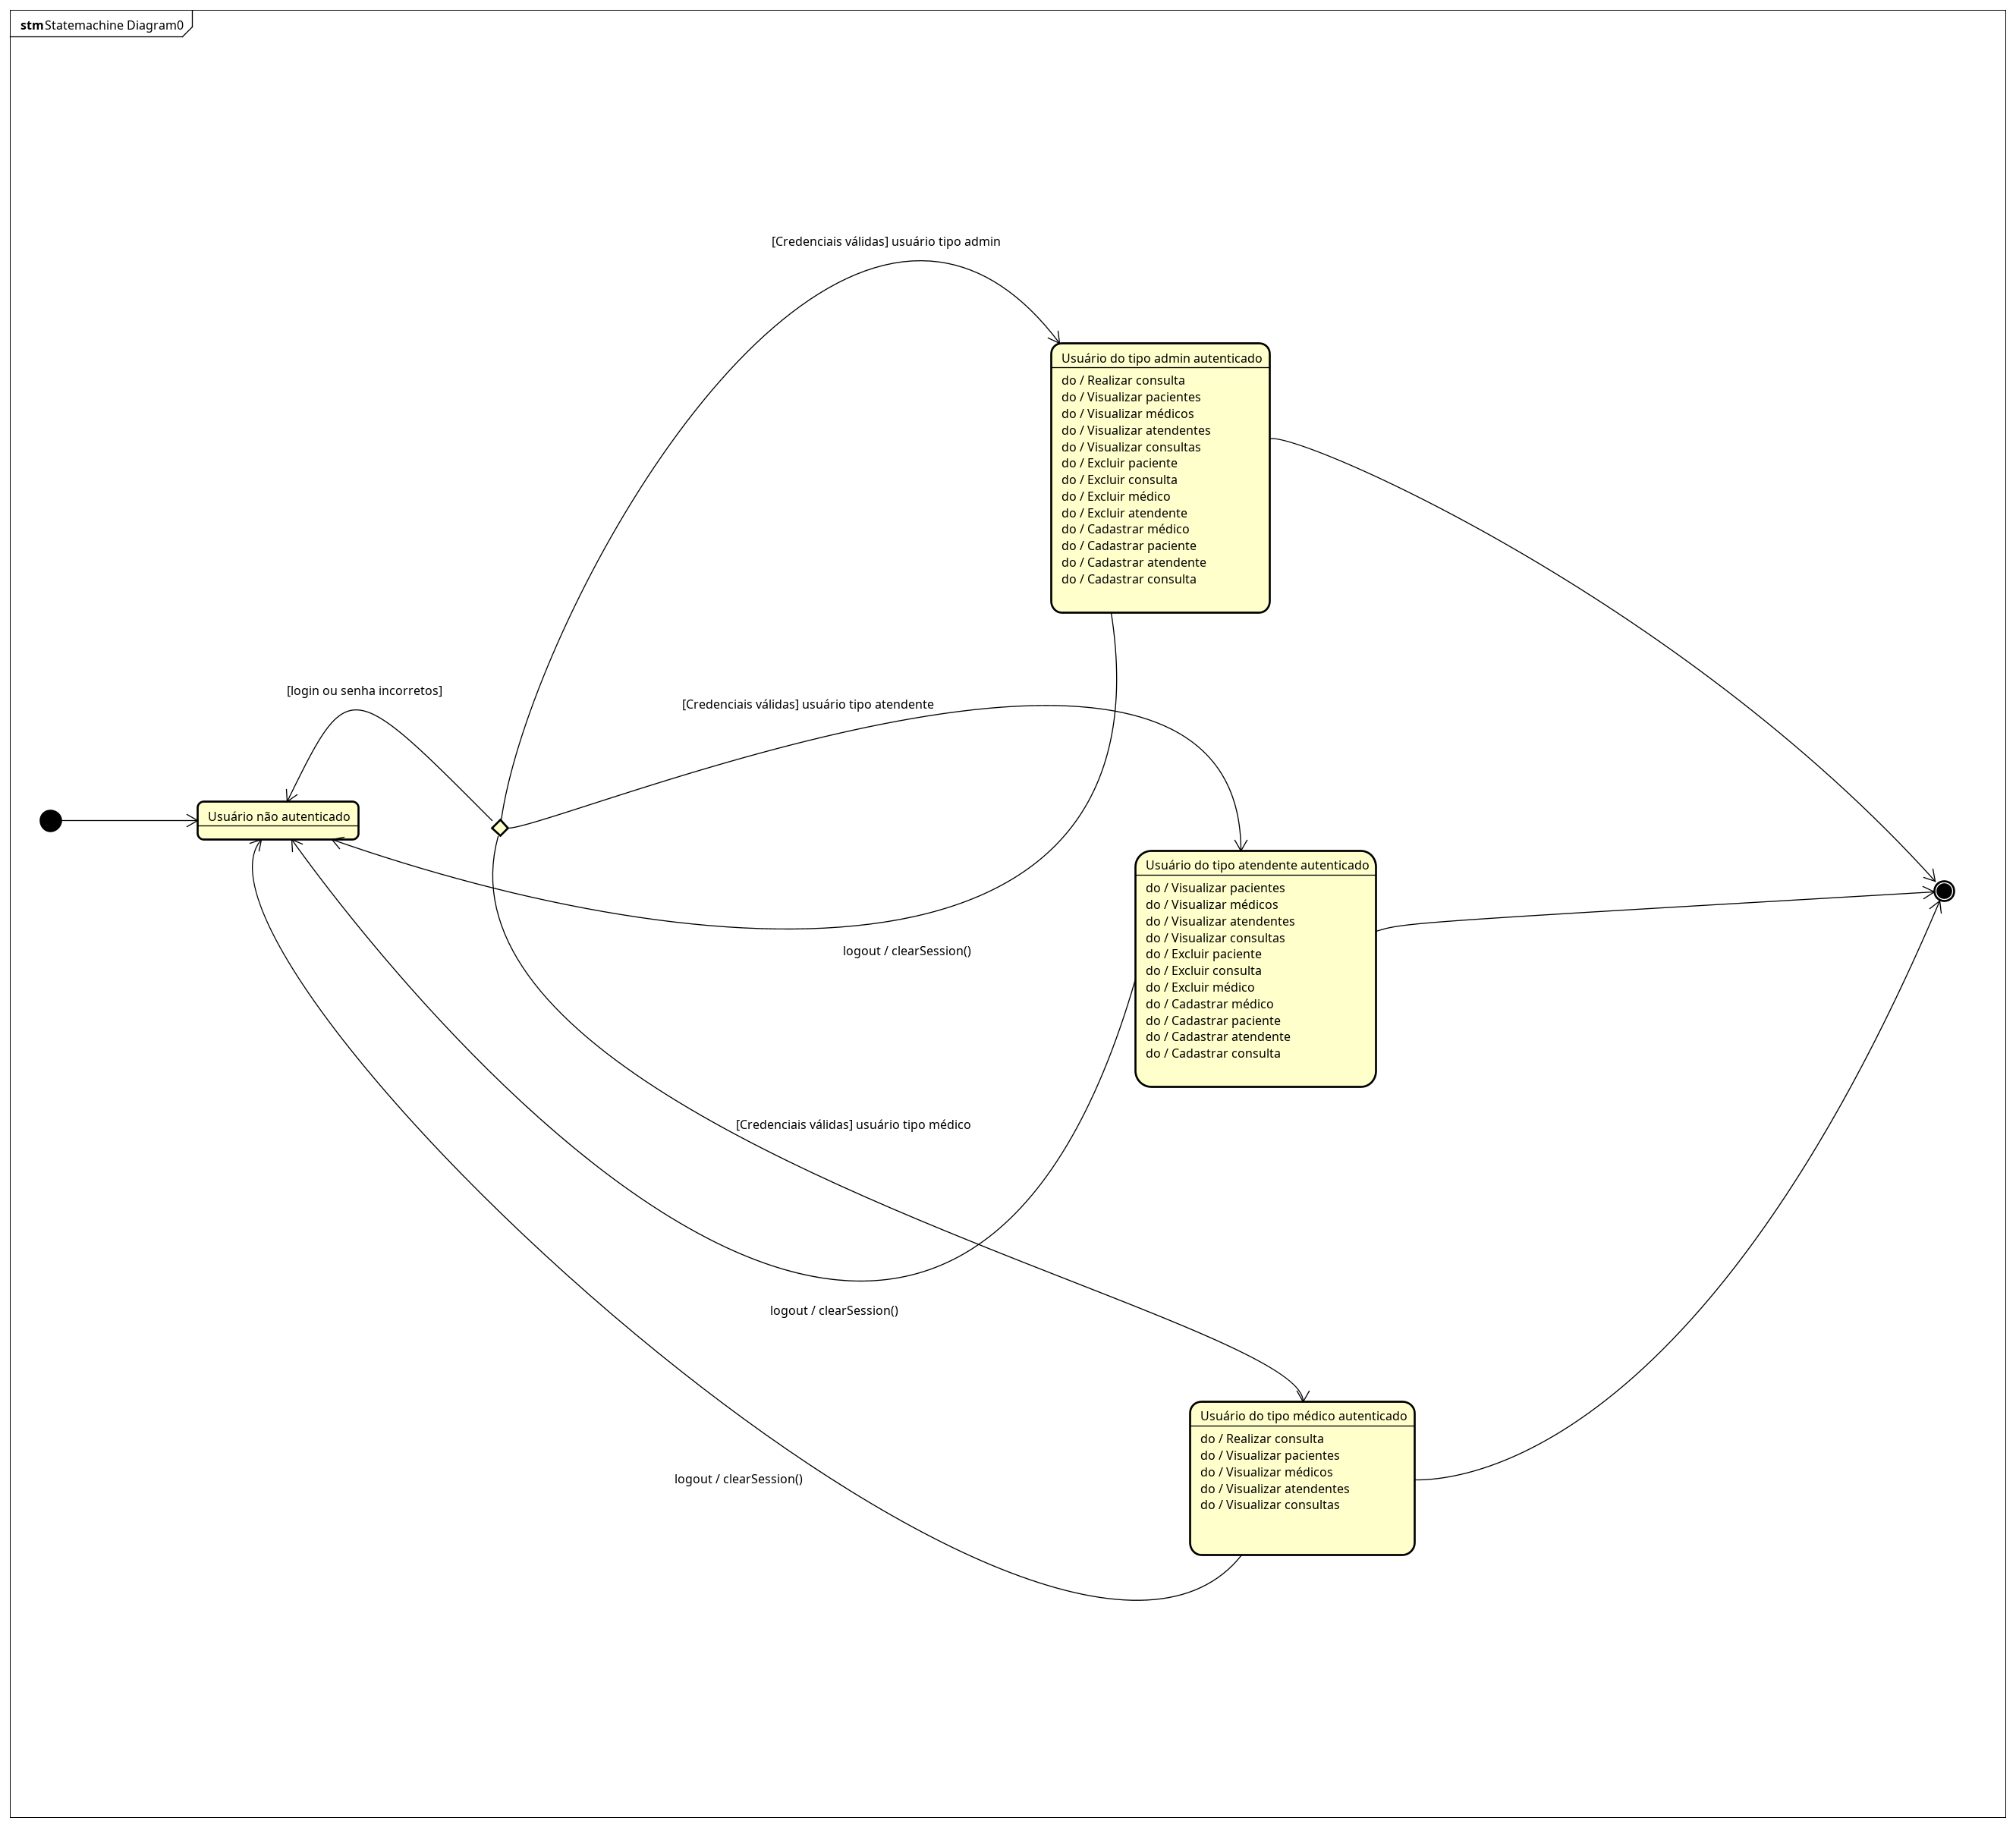 stm Statemachine Diagram0
[Credenciais válidas] usuário tipo admin
Usuário do tipo admin autenticado
do / Realizar consulta
do / Visualizar pacientes
do / Visualizar médicos
do / Visualizar atendentes
do / Visualizar consultas
do / Excluir paciente
do / Excluir consulta
do / Excluir médico
do / Excluir atendente
do / Cadastrar médico
do / Cadastrar paciente
do / Cadastrar atendente
do / Cadastrar consulta
[login ou senha incorretos]
[Credenciais válidas] usuário tipo atendente
Usuário não autenticado
Usuário do tipo atendente autenticado
do / Visualizar pacientes
do / Visualizar médicos
do / Visualizar atendentes
do / Visualizar consultas
do / Excluir paciente
do / Excluir consulta
do / Excluir médico
do / Cadastrar médico
do / Cadastrar paciente
do / Cadastrar atendente
do / Cadastrar consulta
logout / clearSession()
[Credenciais válidas] usuário tipo médico
logout / clearSession()
Usuário do tipo médico autenticado
do / Realizar consulta
do / Visualizar pacientes
do / Visualizar médicos
do / Visualizar atendentes
do / Visualizar consultas
logout / clearSession()